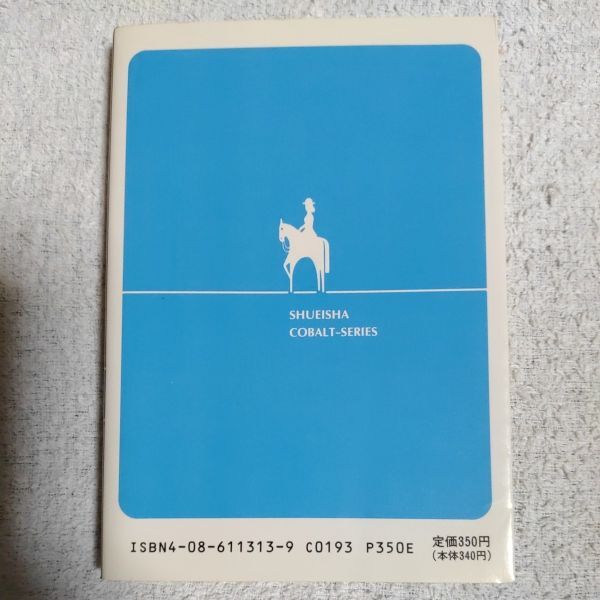 SHUEISHA
COBALT-SERIES
ISBN4-08-611313-9 C0193 P350E
定価350円
(本体340円)